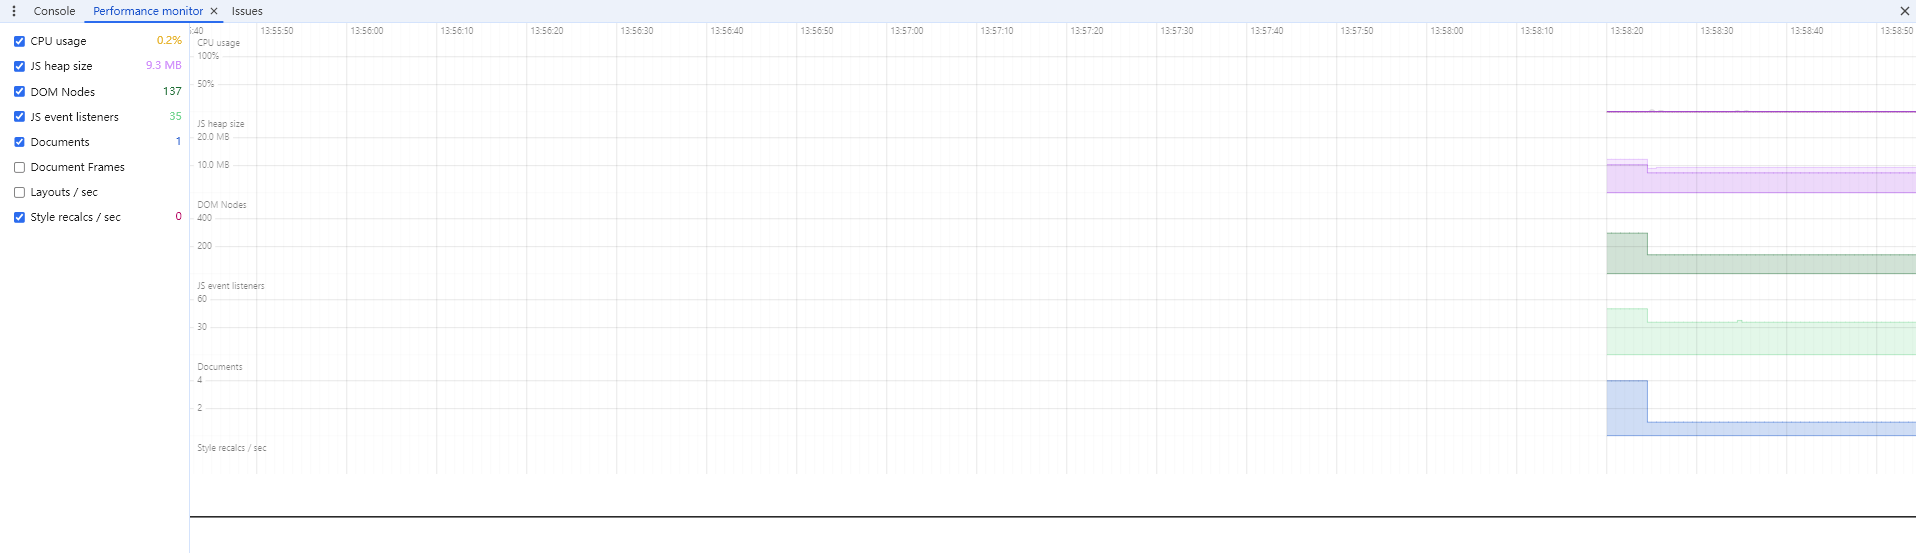 Console Performance monitor Issues
CPU usage 0.2%
JS heap size 9.3 MB
DOM Nodes 137
JS event listeners 35
Documents 1
Document Frames
Layouts / sec
Style recalcs / sec 0
:40 13:55:50 13:56:00 13:56:10 13:56:20 13:56:30 13:56:40 13:56:50 13:57:00 13:57:10 13:57:20 13:57:30 13:57:40 13:57:50 13:58:00 13:58:10 13:58:20 13:58:30 13:58:40 13:58:50
CPU usage
100%
50%
JS heap size
20.0 MB
10.0 MB
DOM Nodes
400
200
JS event listeners
60
30
Documents
4
2
Style recalcs / sec